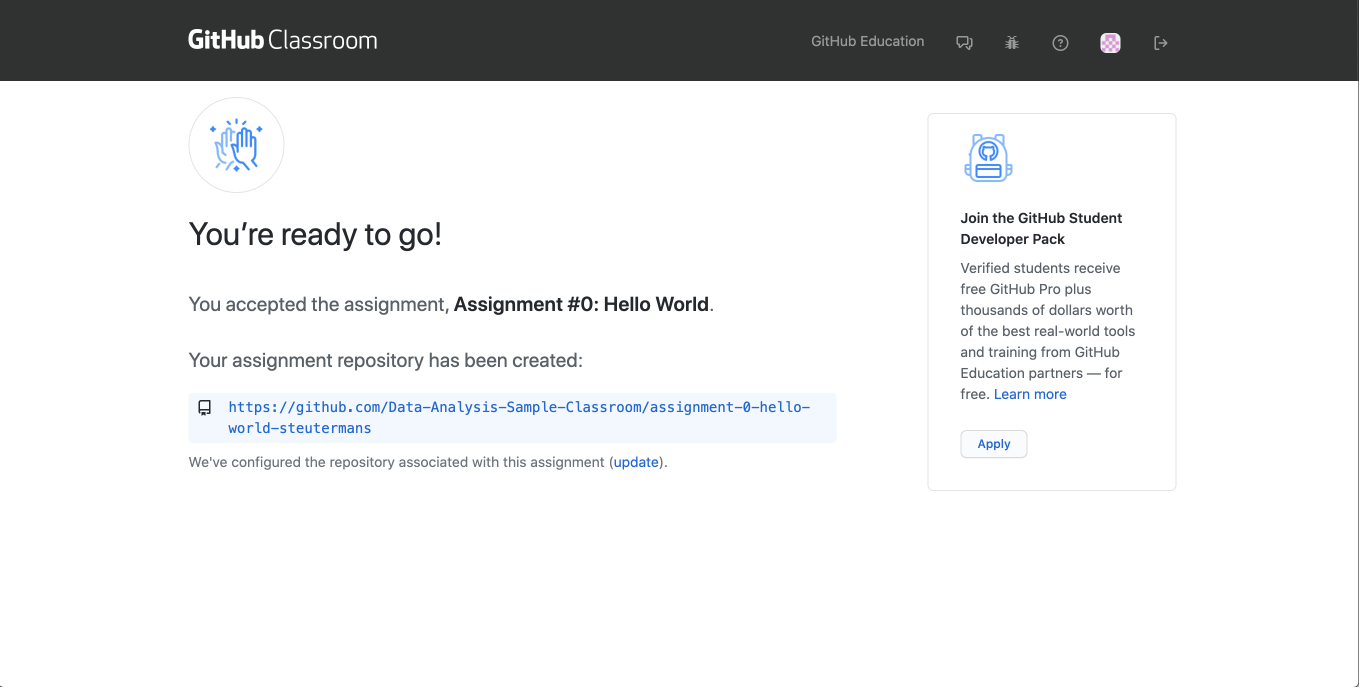 GitHub Classroom
GitHub Education
You’re ready to go!
You accepted the assignment, Assignment #0: Hello World.
Your assignment repository has been created:
https://github.com/Data-Analysis-Sample-Classroom/assignment-0-hello-
world-steutermans
We've configured the repository associated with this assignment (update).
Join the GitHub Student
Developer Pack
Verified students receive
free GitHub Pro plus
thousands of dollars worth
of the best real-world tools
and training from GitHub
Education partners — for
free. Learn more
Apply